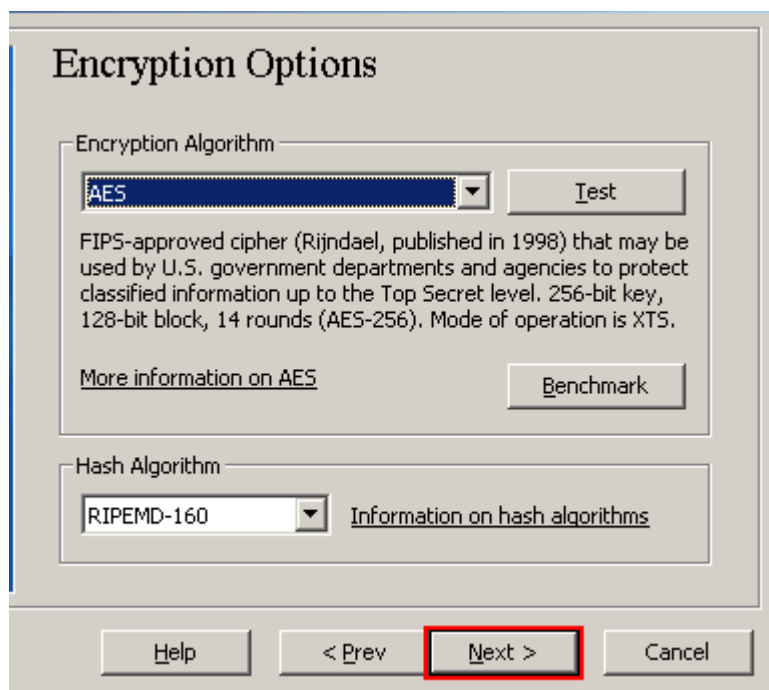 Encryption Options
Encryption Algorithm
AES
Test
FIPS-approved cipher (Rijndael, published in 1998) that may be
used by U.S. government departments and agencies to protect
classified information up to the Top Secret level. 256-bit key,
128-bit block, 14 rounds (AES-256). Mode of operation is XTS.
More information on AES
Benchmark
Hash Algorithm
RIPEMD-160
Information on hash algorithms
Help
< Prev
Next >
Cancel